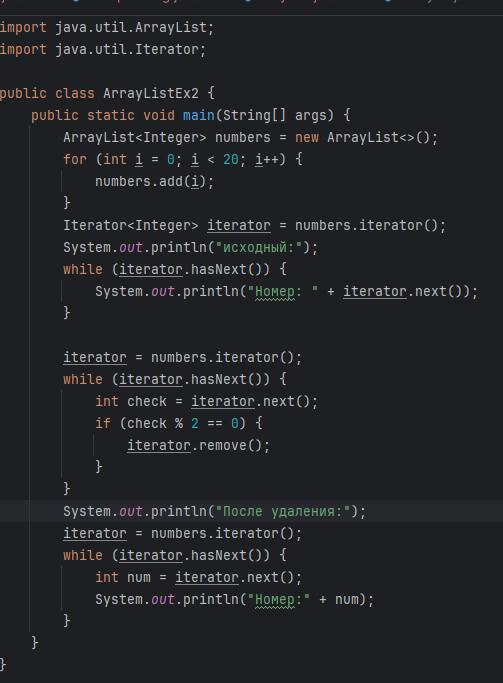 import java.util.ArrayList;
import java.util.Iterator;
public class ArrayListEx2 {
public static void main(String[] args) {
ArrayList<Integer> numbers = new ArrayList<>();
for (int i = 0; i < 20; i++) {
numbers.add(i);
}
Iterator<Integer> iterator = numbers.iterator();
System.out.println("исходный:");
while (iterator.hasNext()) {
System.out.println("Номер: " + iterator.next());
}
iterator = numbers.iterator();
while (iterator.hasNext()) {
int check = iterator.next();
if (check % 2 == 0) {
iterator.remove();
}
}
System.out.println("После удаления:");
iterator = numbers.iterator();
while (iterator.hasNext()) {
int num = iterator.next();
System.out.println("Номер:" + num);
}
}
}